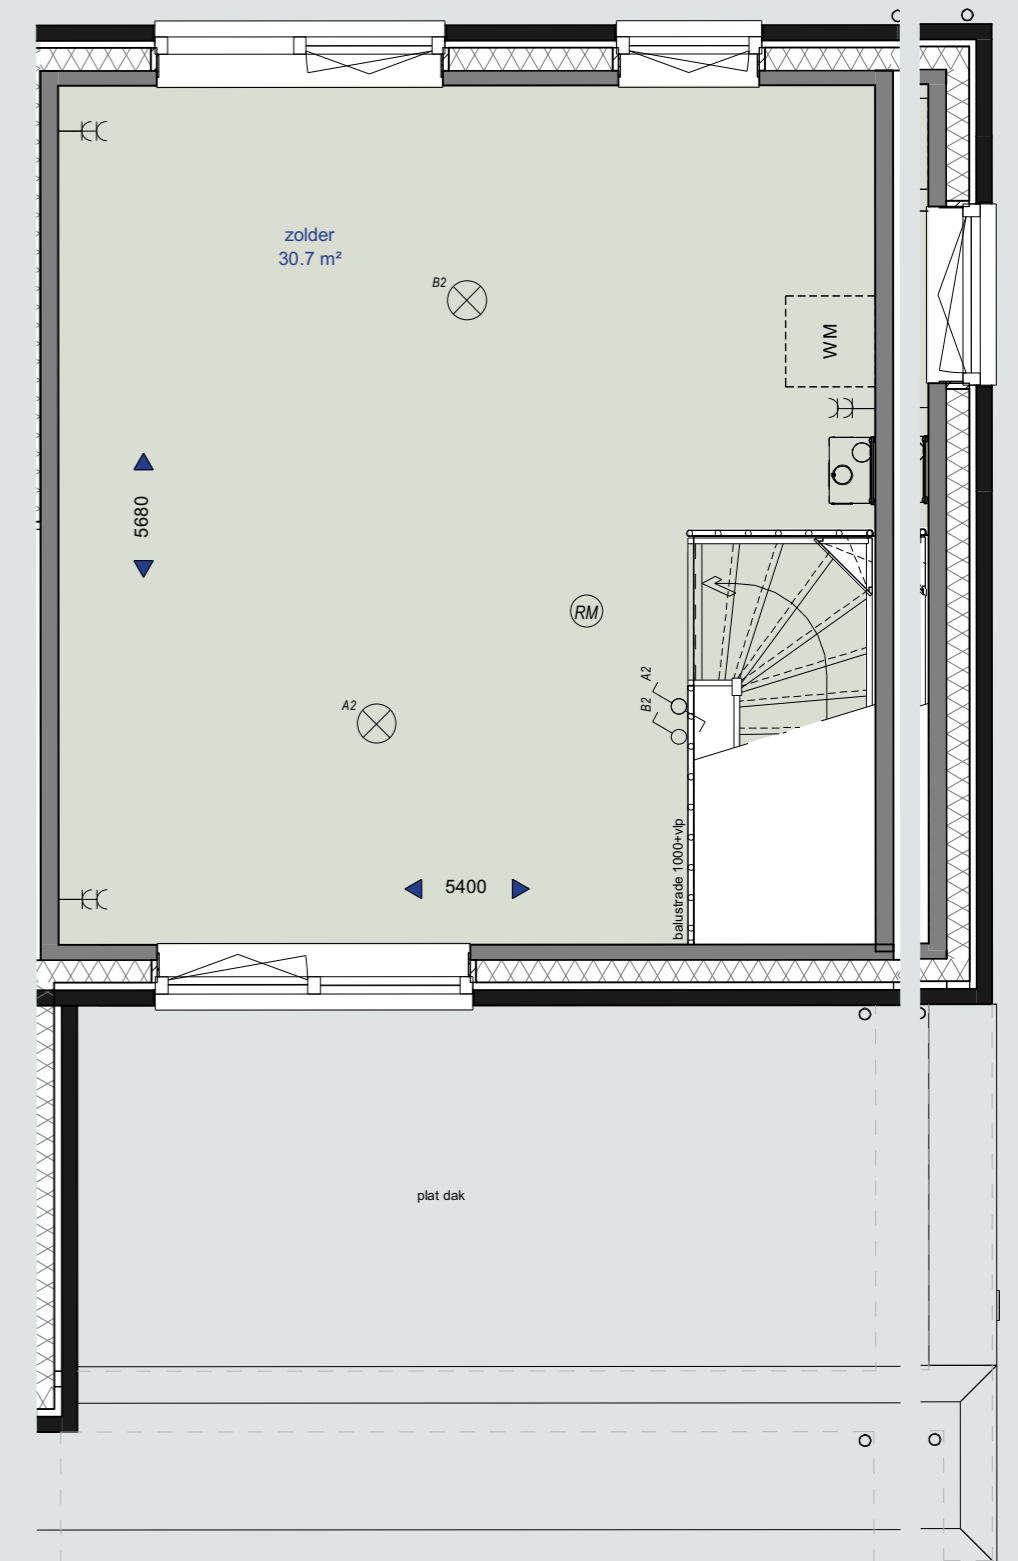 zolder
30.7 m²
B2
WM
5680
RM
A2
A2
B2
balustrade 1000+vlp
5400
plat dak